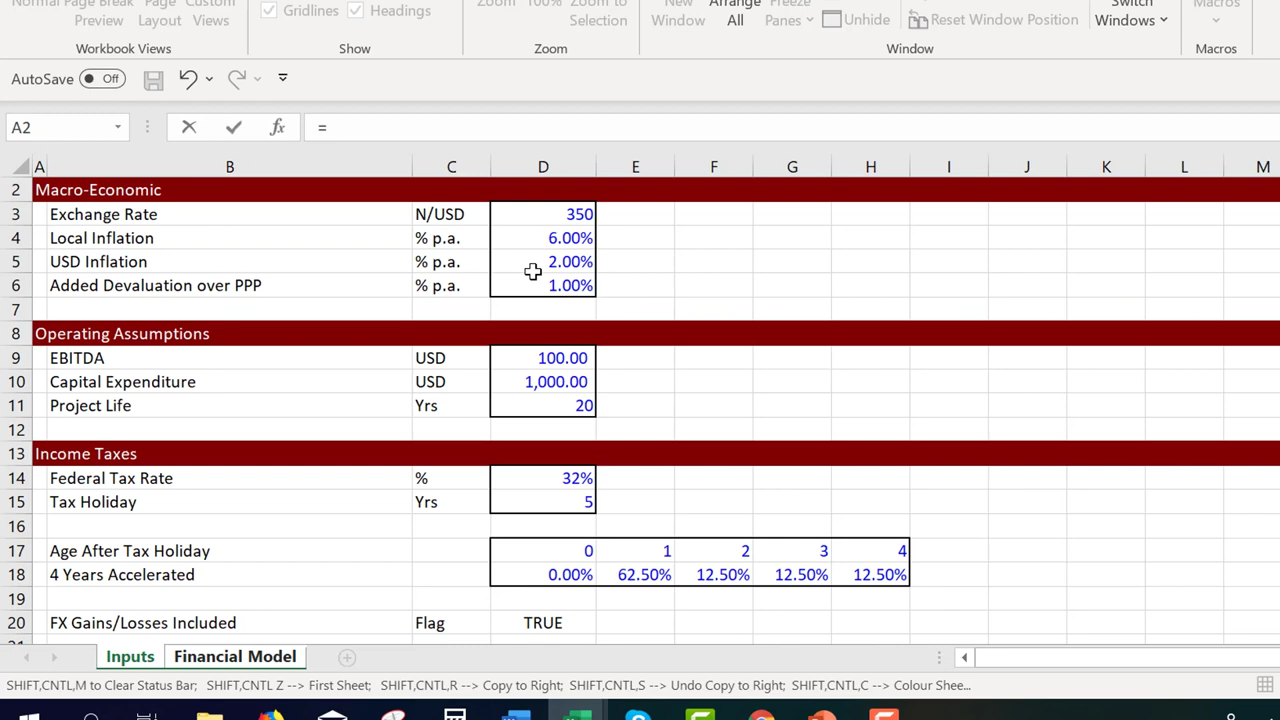 Normal Page Break Page Custom Gridlines Headings Zoom 100% Zoom to New Arrange Freeze Unhide Reset Window Position Switch Macros
Preview Layout Views Selection Window All Panes Windows
Workbook Views Show Zoom Window Macros
AutoSave Off
A2 fx =
A B C D E F G H I J K L M
2 Macro-Economic
3 Exchange Rate N/USD 350
4 Local Inflation % p.a. 6.00%
5 USD Inflation % p.a. 2.00%
6 Added Devaluation over PPP % p.a. 1.00%
7
8 Operating Assumptions
9 EBITDA USD 100.00
10 Capital Expenditure USD 1,000.00
11 Project Life Yrs 20
12
13 Income Taxes
14 Federal Tax Rate % 32%
15 Tax Holiday Yrs 5
16
17 Age After Tax Holiday 0 1 2 3 4
18 4 Years Accelerated 0.00% 62.50% 12.50% 12.50% 12.50%
19
20 FX Gains/Losses Included Flag TRUE
Inputs Financial Model
SHIFT,CNTL,M to Clear Status Bar; SHIFT,CNTL Z --> First Sheet; SHIFT,CNTL,R --> Copy to Right; SHIFT,CNTL,S --> Undo Copy to Right; SHIFT,CNTL,C --> Colour Shee...